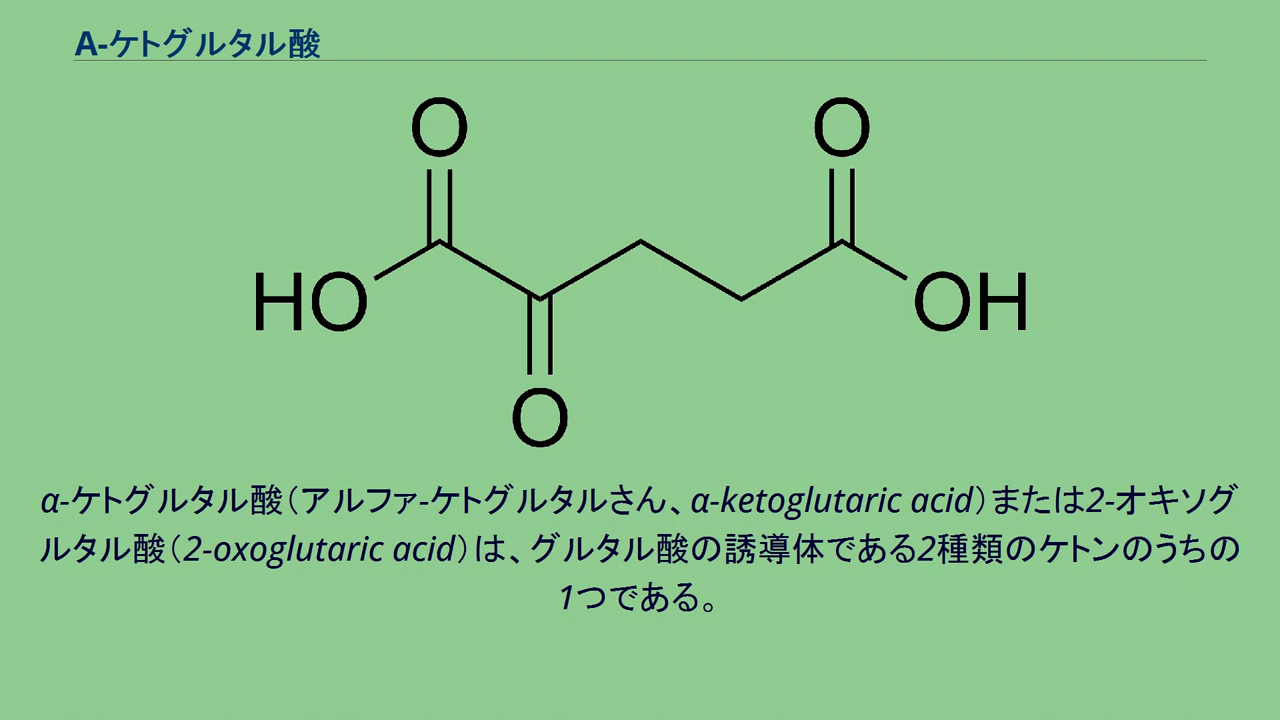 A-ケトグルタル酸
O
O
HO
OH
O
α-ケトグルタル酸（アルファ-ケトグルタルさん、α-ketoglutaric acid）または2-オキソグ
ルタル酸（2-oxoglutaric acid）は、グルタル酸の誘導体である2種類のケトンのうちの
1つである。